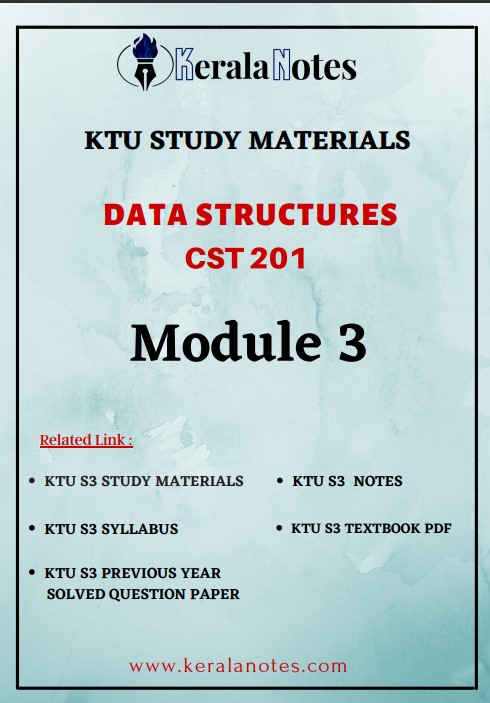 KeralaNotes
KTU STUDY MATERIALS
DATA STRUCTURES
CST 201
Module 3
Related Link :
• KTU S3 STUDY MATERIALS
• KTU S3 NOTES
• KTU S3 SYLLABUS
• KTU S3 TEXTBOOK PDF
• KTU S3 PREVIOUS YEAR
SOLVED QUESTION PAPER
www.keralanotes.com